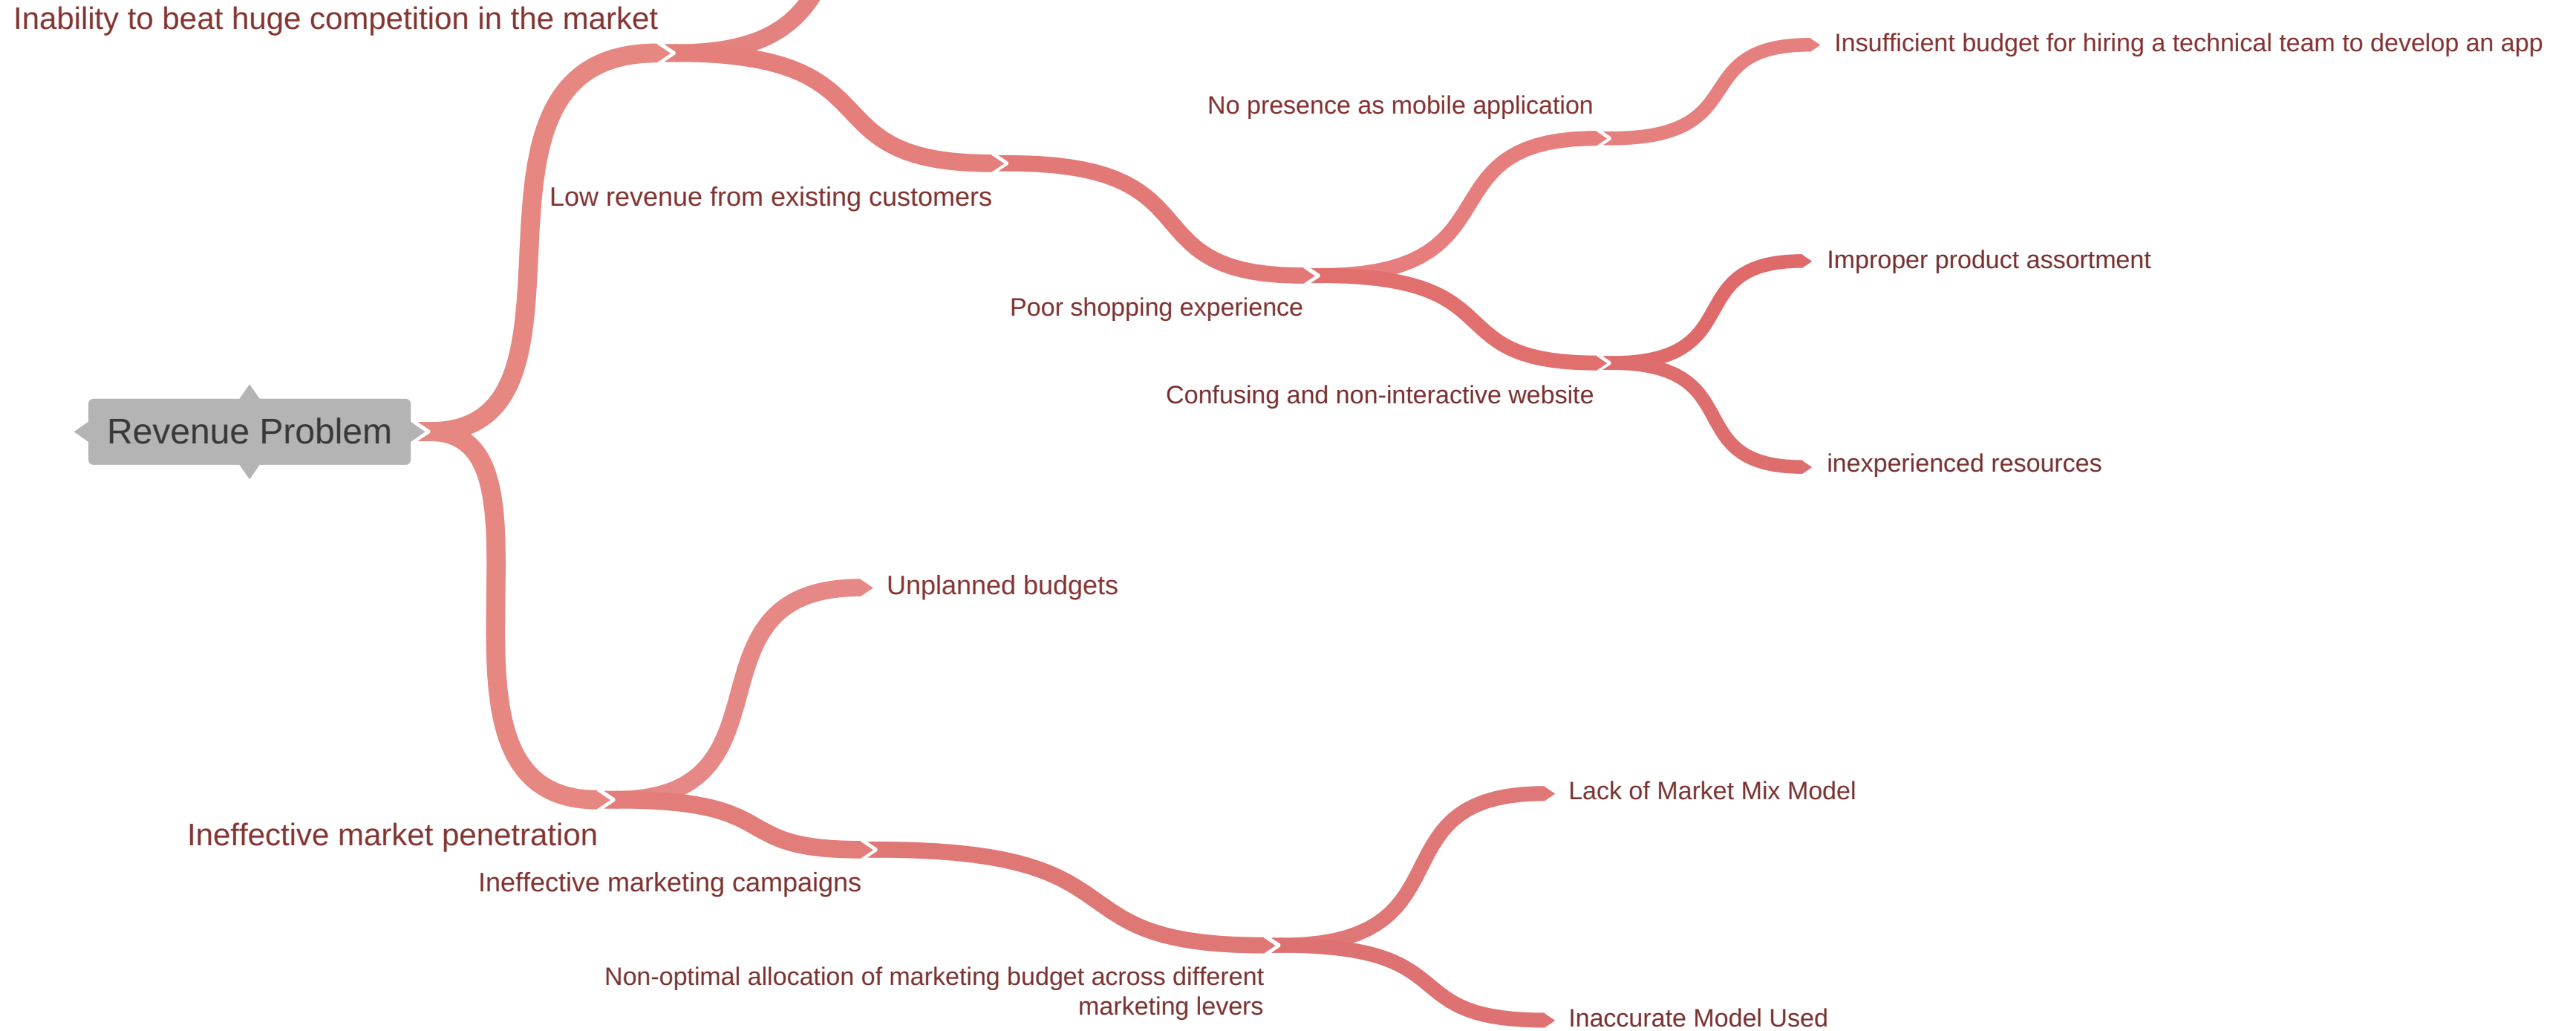 Inability to beat huge competition in the market
Insufficient budget for hiring a technical team to develop an app
No presence as mobile application
Low revenue from existing customers
Improper product assortment
Poor shopping experience
Confusing and non-interactive website
Revenue Problem
inexperienced resources
Unplanned budgets
Lack of Market Mix Model
Ineffective market penetration
Ineffective marketing campaigns
Non-optimal allocation of marketing budget across different
marketing levers
Inaccurate Model Used